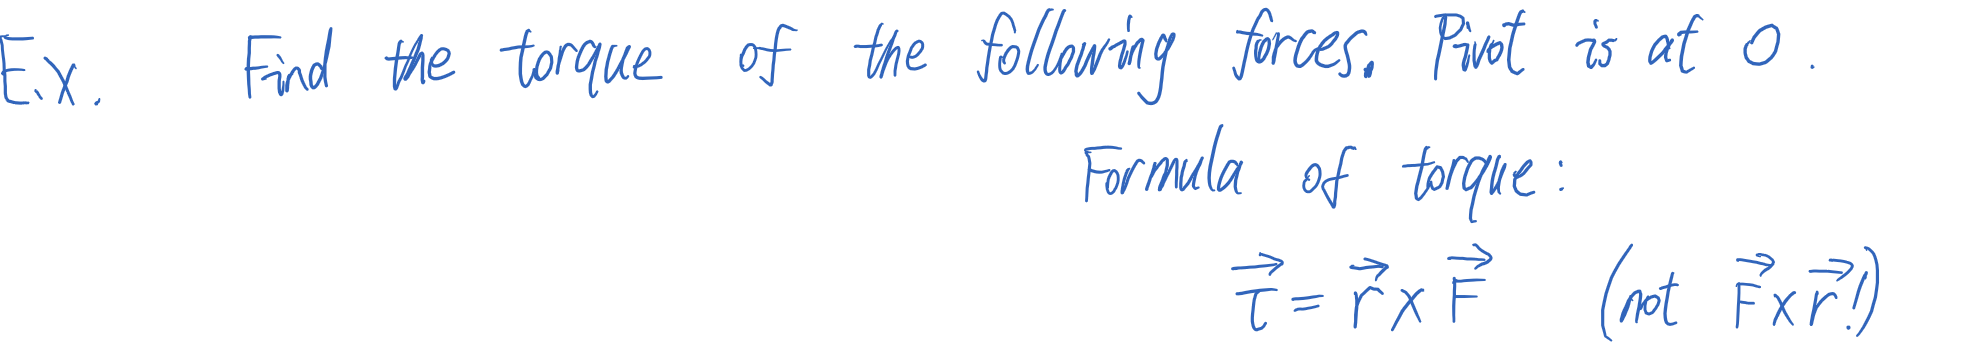 Ex. Find the torque of the following forces. Pivot is at O.
Formula of torque:
$\vec{\tau} = \vec{r} \times \vec{F}$ (not $\vec{F} \times \vec{r}$!)